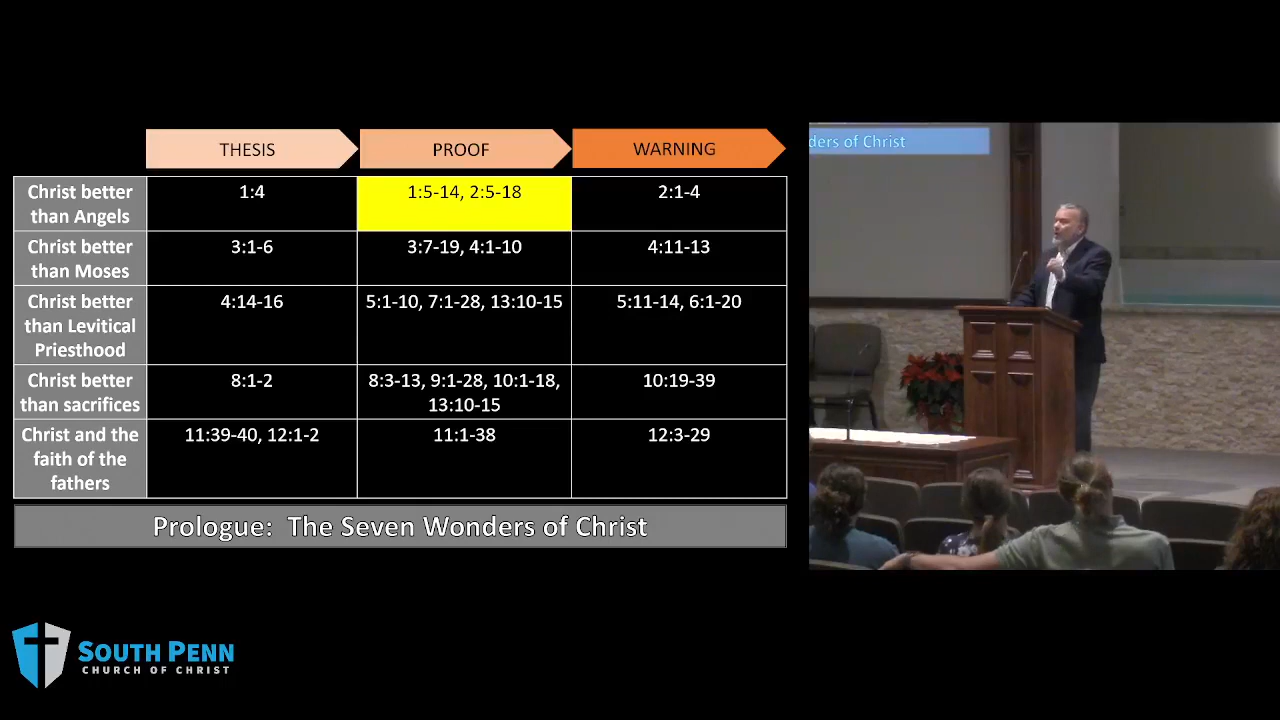 THESIS PROOF WARNING
Christ better
than Angels
1:4
1:5-14, 2:5-18
2:1-4
Christ better
than Moses
3:1-6
3:7-19, 4:1-10
4:11-13
Christ better
than Levitical
Priesthood
4:14-16
5:1-10, 7:1-28, 13:10-15
5:11-14, 6:1-20
Christ better
than sacrifices
8:1-2
8:3-13, 9:1-28, 10:1-18,
13:10-15
10:19-39
Christ and the
faith of the
fathers
11:39-40, 12:1-2
11:1-38
12:3-29
Prologue: The Seven Wonders of Christ
ders of Christ
SOUTH PENN
CHURCH OF CHRIST